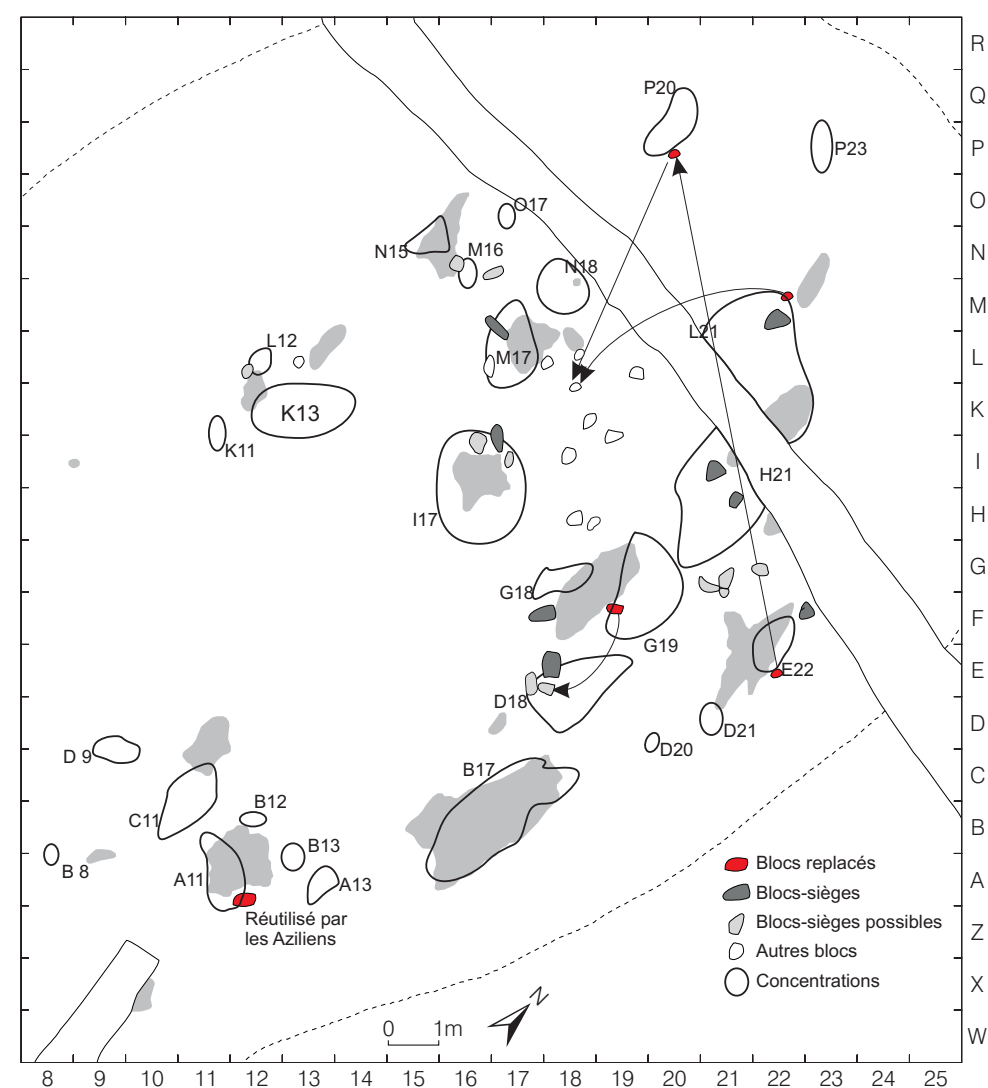 R
Q
P
O
N
M
L
K
I
H
G
F
E
D
C
B
A
Z
X
W
P20
P23
O17
N15
M16
N18
L21
L12
M17
K13
K11
H21
I17
G18
G19
E22
D18
D21
D20
D 9
B17
C11
B12
B13
B 8
A11
A13
Réutilisé par
les Aziliens
Blocs replacés
Blocs-sièges
Blocs-sièges possibles
Autres blocs
Concentrations
N
0 1m
8 9 10 11 12 13 14 15 16 17 18 19 20 21 22 23 24 25